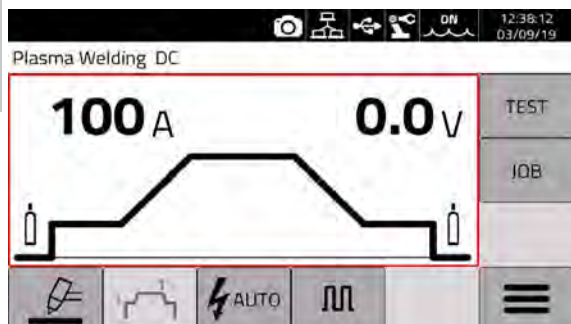 ON
12:38:12
03/09/19
Plasma Welding DC
100 A
0.0 V
TEST
JOB
AUTO